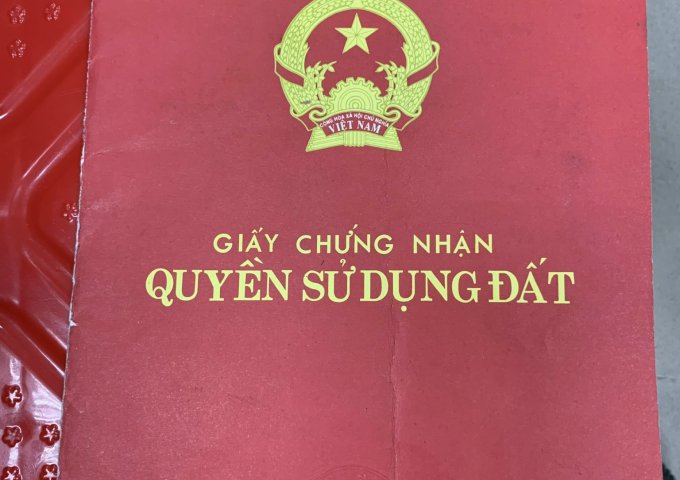 CỘNG HÒA XÃ HỘI CHỦ NGHĨA
VIỆT NAM
GIẤY CHỨNG NHẬN
QUYỀN SỬ DỤNG ĐẤT